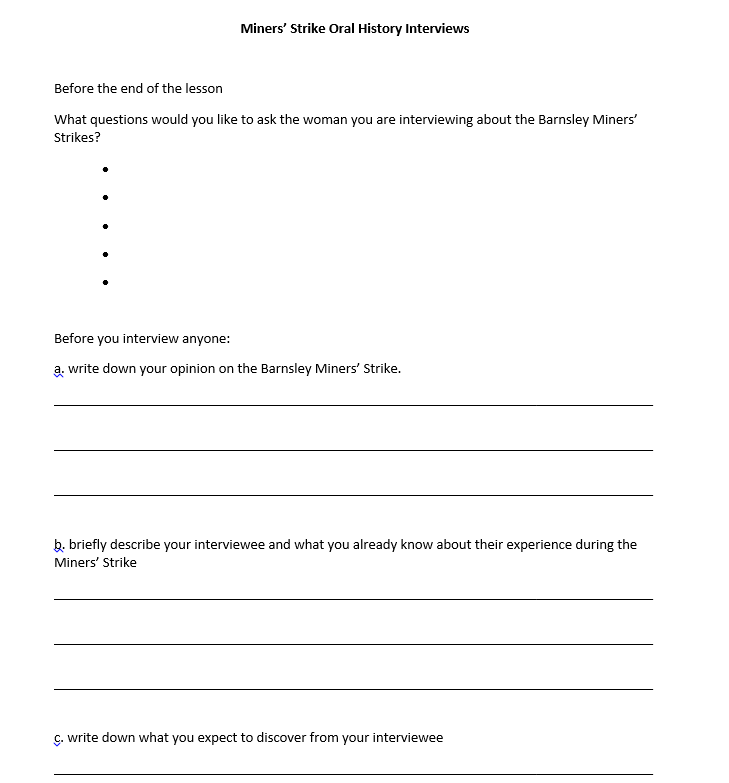 Miners’ Strike Oral History Interviews
Before the end of the lesson
What questions would you like to ask the woman you are interviewing about the Barnsley Miners’
Strikes?
•
•
•
•
•
Before you interview anyone:
a. write down your opinion on the Barnsley Miners’ Strike.
b. briefly describe your interviewee and what you already know about their experience during the
Miners’ Strike
c. write down what you expect to discover from your interviewee